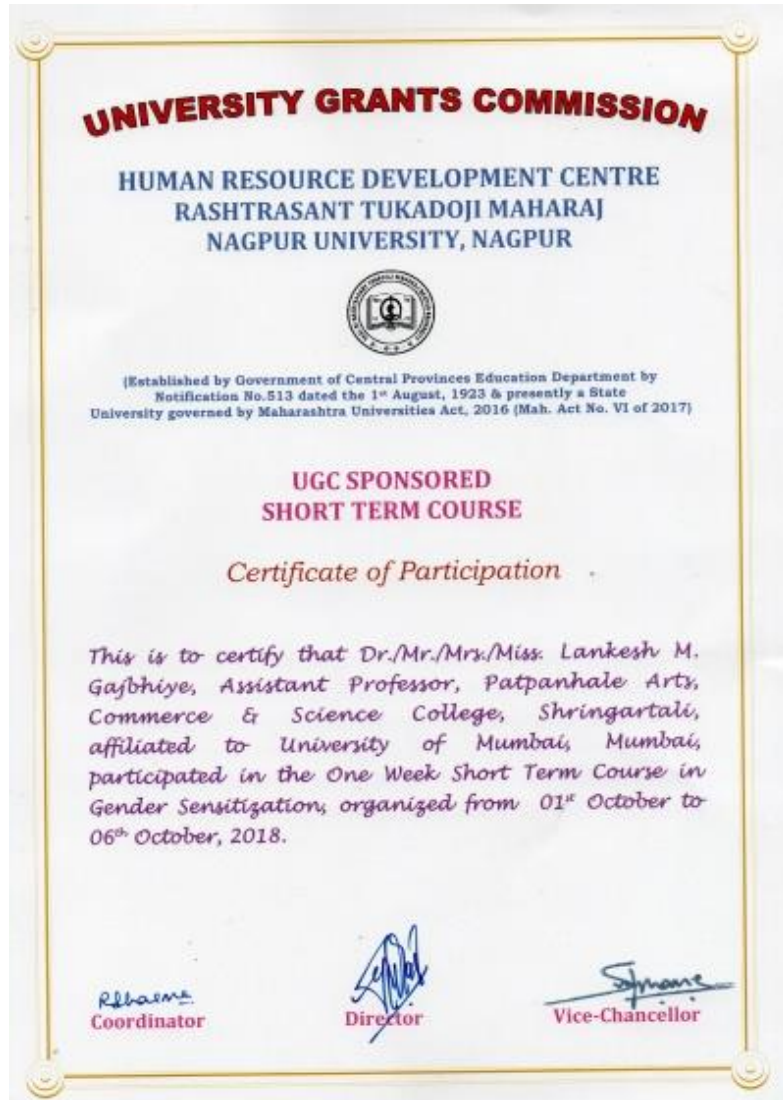 UNIVERSITY GRANTS COMMISSION
HUMAN RESOURCE DEVELOPMENT CENTRE
RASHTRASANT TUKADOJI MAHARAJ
NAGPUR UNIVERSITY, NAGPUR
(Established by Government of Central Provinces Education Department by
Notification No.513 dated the 1st August, 1923 & presently a State
University governed by Maharashtra Universities Act, 2016 (Mah. Act No. VI of 2017)
UGC SPONSORED
SHORT TERM COURSE
Certificate of Participation
This is to certify that Dr./Mr./Mrs./Miss. Lankesh M.
Gajbhiye, Assistant Professor, Patpanhale Arts,
Commerce & Science College, Shringartali,
affiliated to University of Mumbai, Mumbai,
participated in the One Week Short Term Course in
Gender Sensitization, organized from 01st October to
06th October, 2018.
Coordinator
Director
Vice-Chancellor